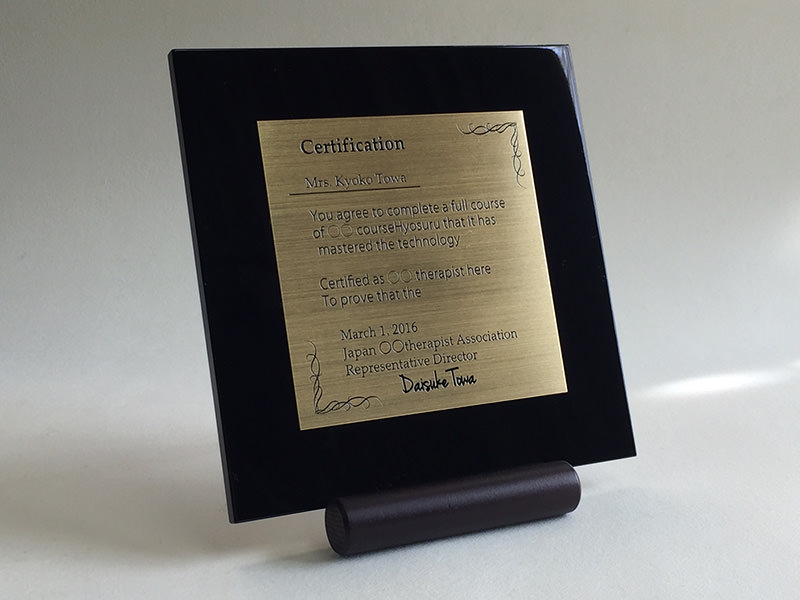 Certification
Mrs. Kyoko Towa
You agree to complete a full course
of ○○ courseHyosuru that it has
mastered the technology
Certified as ○○ therapist here
To prove that the
March 1, 2016
Japan ○○therapist Association
Representative Director
Daisuke Towa